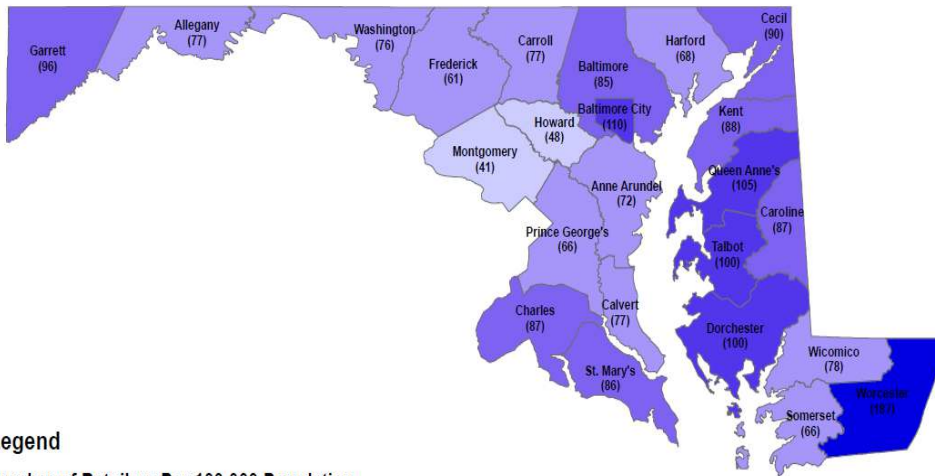 Garrett
(96)
Allegany
(77)
Washington
(76)
Frederick
(61)
Carroll
(77)
Baltimore
(85)
Baltimore City
(110)
Harford
(68)
Cecil
(90)
Kent
(88)
Howard
(48)
Montgomery
(41)
Anne Arundel
(72)
Queen Anne's
(105)
Caroline
(87)
Talbot
(100)
Prince George's
(66)
Charles
(87)
Calvert
(77)
St. Mary's
(86)
Dorchester
(100)
Wicomico
(78)
Worcester
(187)
Somerset
(66)
egend